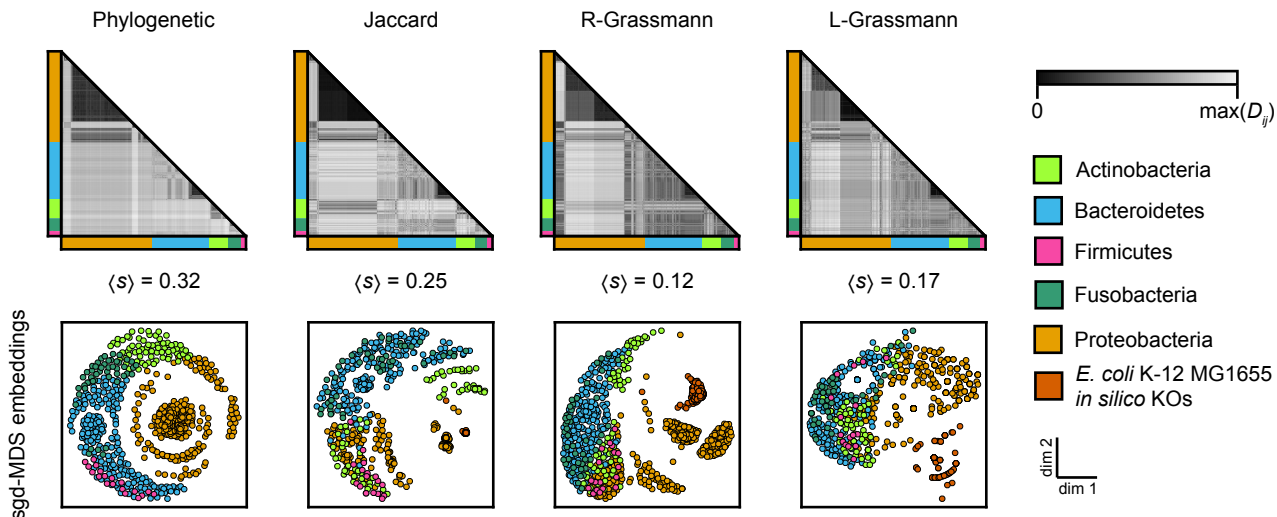 Phylogenetic
Jaccard
R-Grassmann
L-Grassmann
0
max(D_ij)
Actinobacteria
Bacteroidetes
Firmicutes
Fusobacteria
Proteobacteria
E. coli K-12 MG1655
in silico KOs
⟨s⟩ = 0.32
⟨s⟩ = 0.25
⟨s⟩ = 0.12
⟨s⟩ = 0.17
sgd-MDS embeddings
dim 2
dim 1